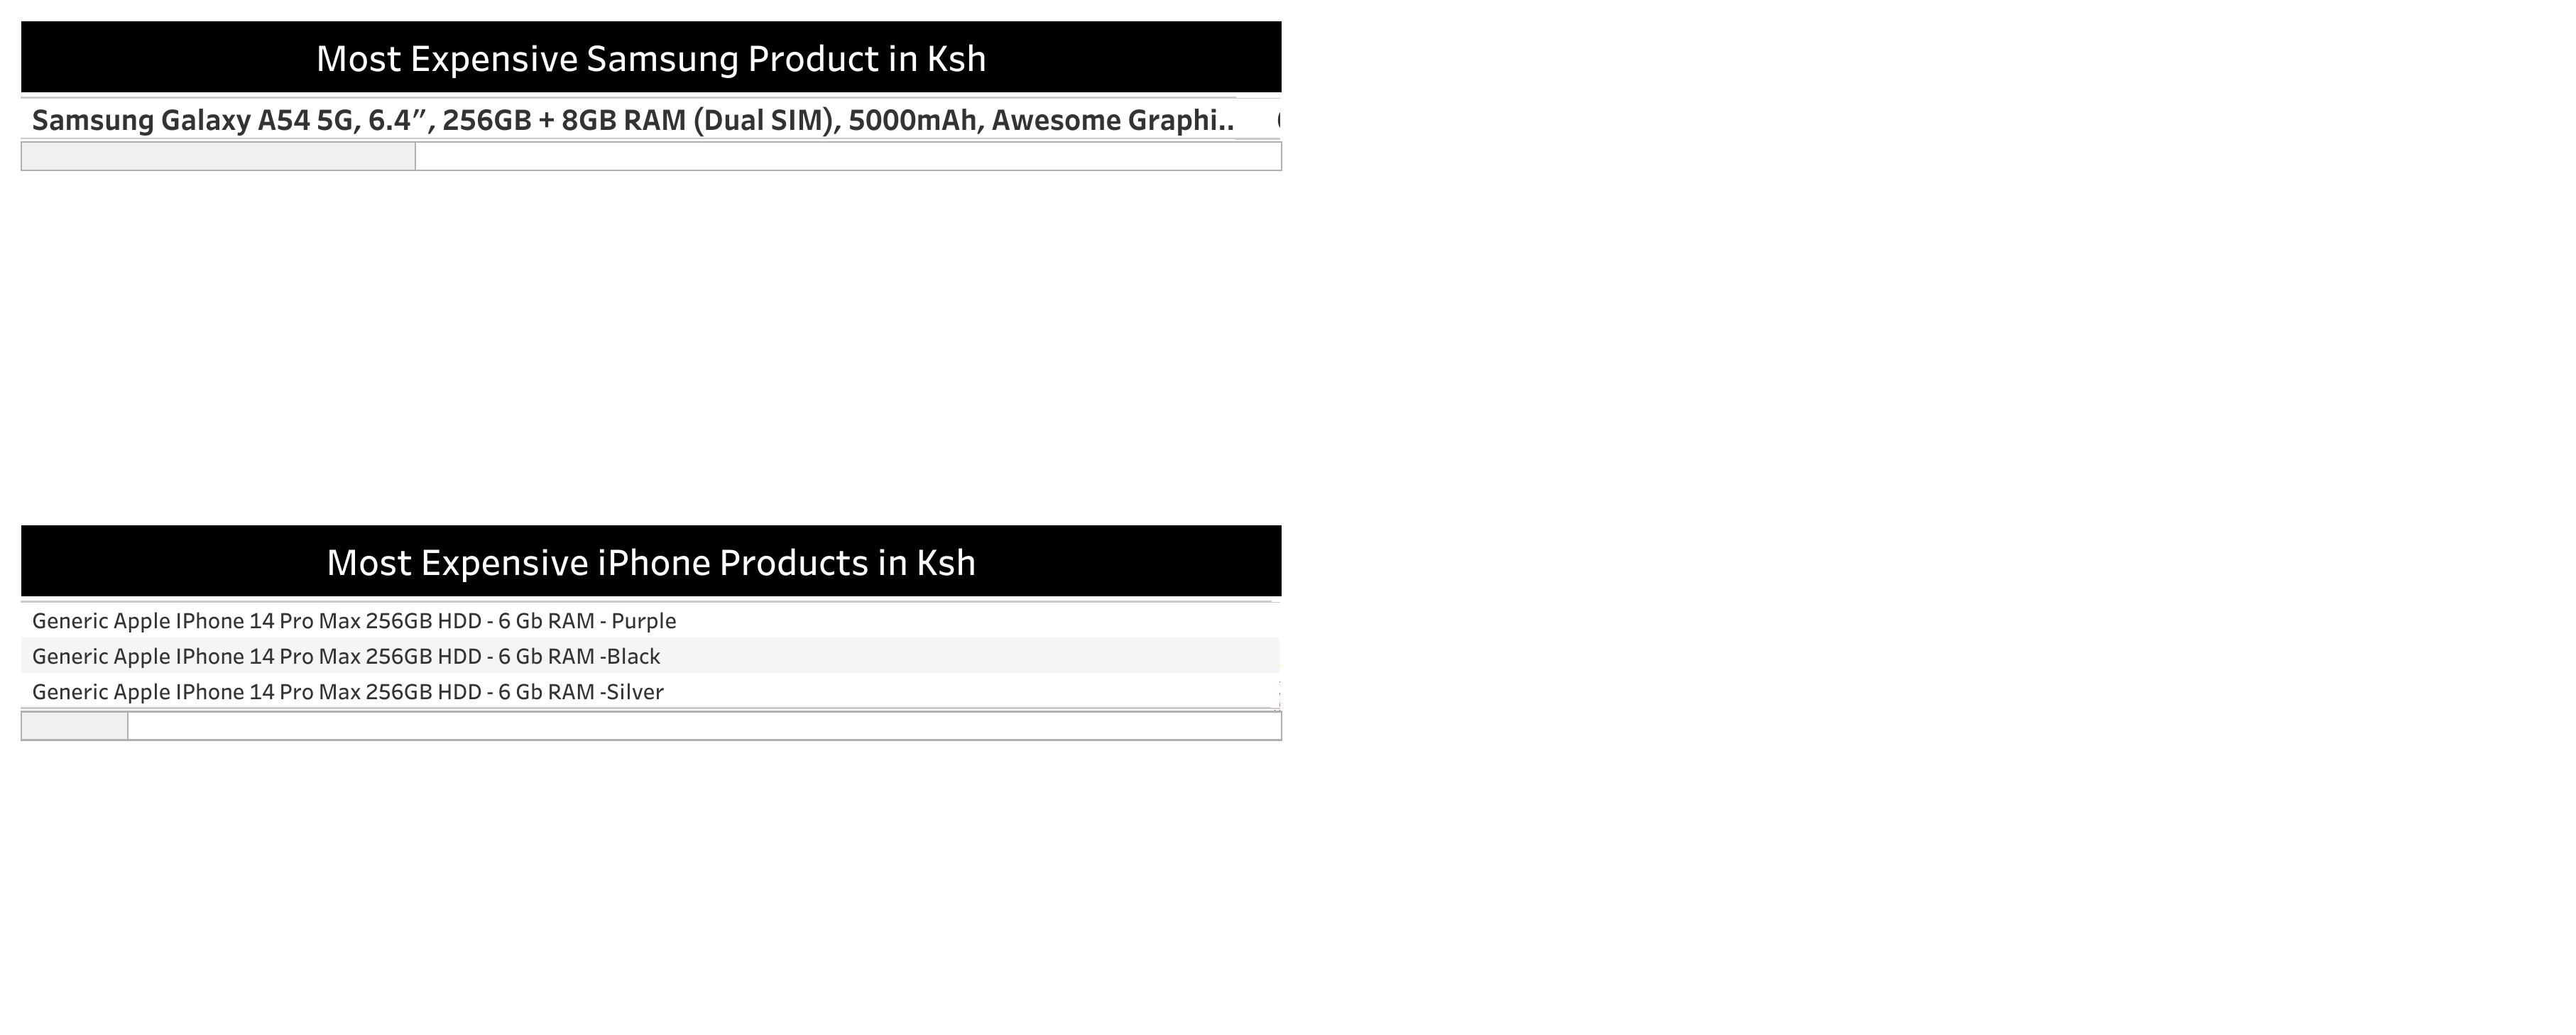 Most Expensive Samsung Product in Ksh
Samsung Galaxy A54 5G, 6.4”, 256GB + 8GB RAM (Dual SIM), 5000mAh, Awesome Graphi..
Most Expensive iPhone Products in Ksh
Generic Apple IPhone 14 Pro Max 256GB HDD - 6 Gb RAM - Purple
Generic Apple IPhone 14 Pro Max 256GB HDD - 6 Gb RAM -Black
Generic Apple IPhone 14 Pro Max 256GB HDD - 6 Gb RAM -Silver